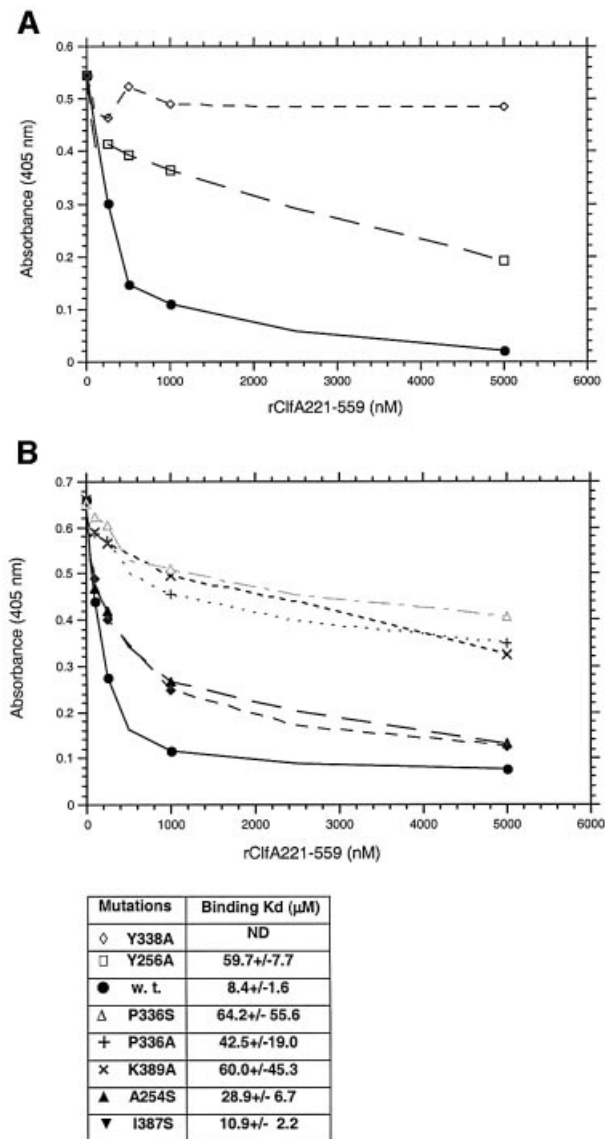 A
0.6
0.5
0.4
0.3
0.2
0.1
0
Absorbance (405 nm)
0 1000 2000 3000 4000 5000 6000
rClfA221-559 (nM)
B
0.7
0.6
0.5
0.4
0.3
0.2
0.1
0
Absorbance (405 nm)
0 1000 2000 3000 4000 5000 6000
rClfA221-559 (nM)
Mutations Binding Kd (µM)
◇ Y338A ND
□ Y256A 59.7+/-7.7
● w. t. 8.4+/-1.6
△ P336S 64.2+/- 55.6
+ P336A 42.5+/-19.0
× K389A 60.0+/-45.3
▲ A254S 28.9+/- 6.7
▼ I387S 10.9+/- 2.2